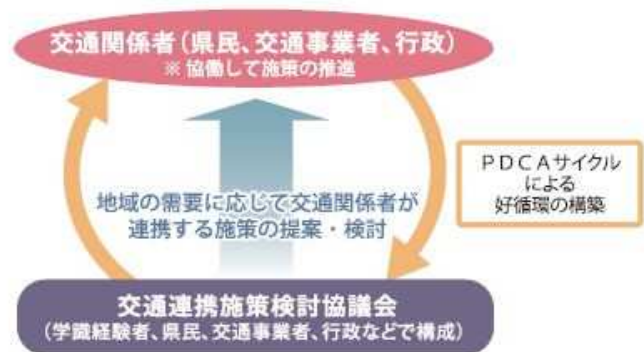 交通関係者(県民、交通事業者、行政)
※ 協働して施策の推進
地域の需要に応じて交通関係者が
連携する施策の提案・検討
PDCAサイクル
による
好循環の構築
交通連携施策検討協議会
(学識経験者、県民、交通事業者、行政などで構成)